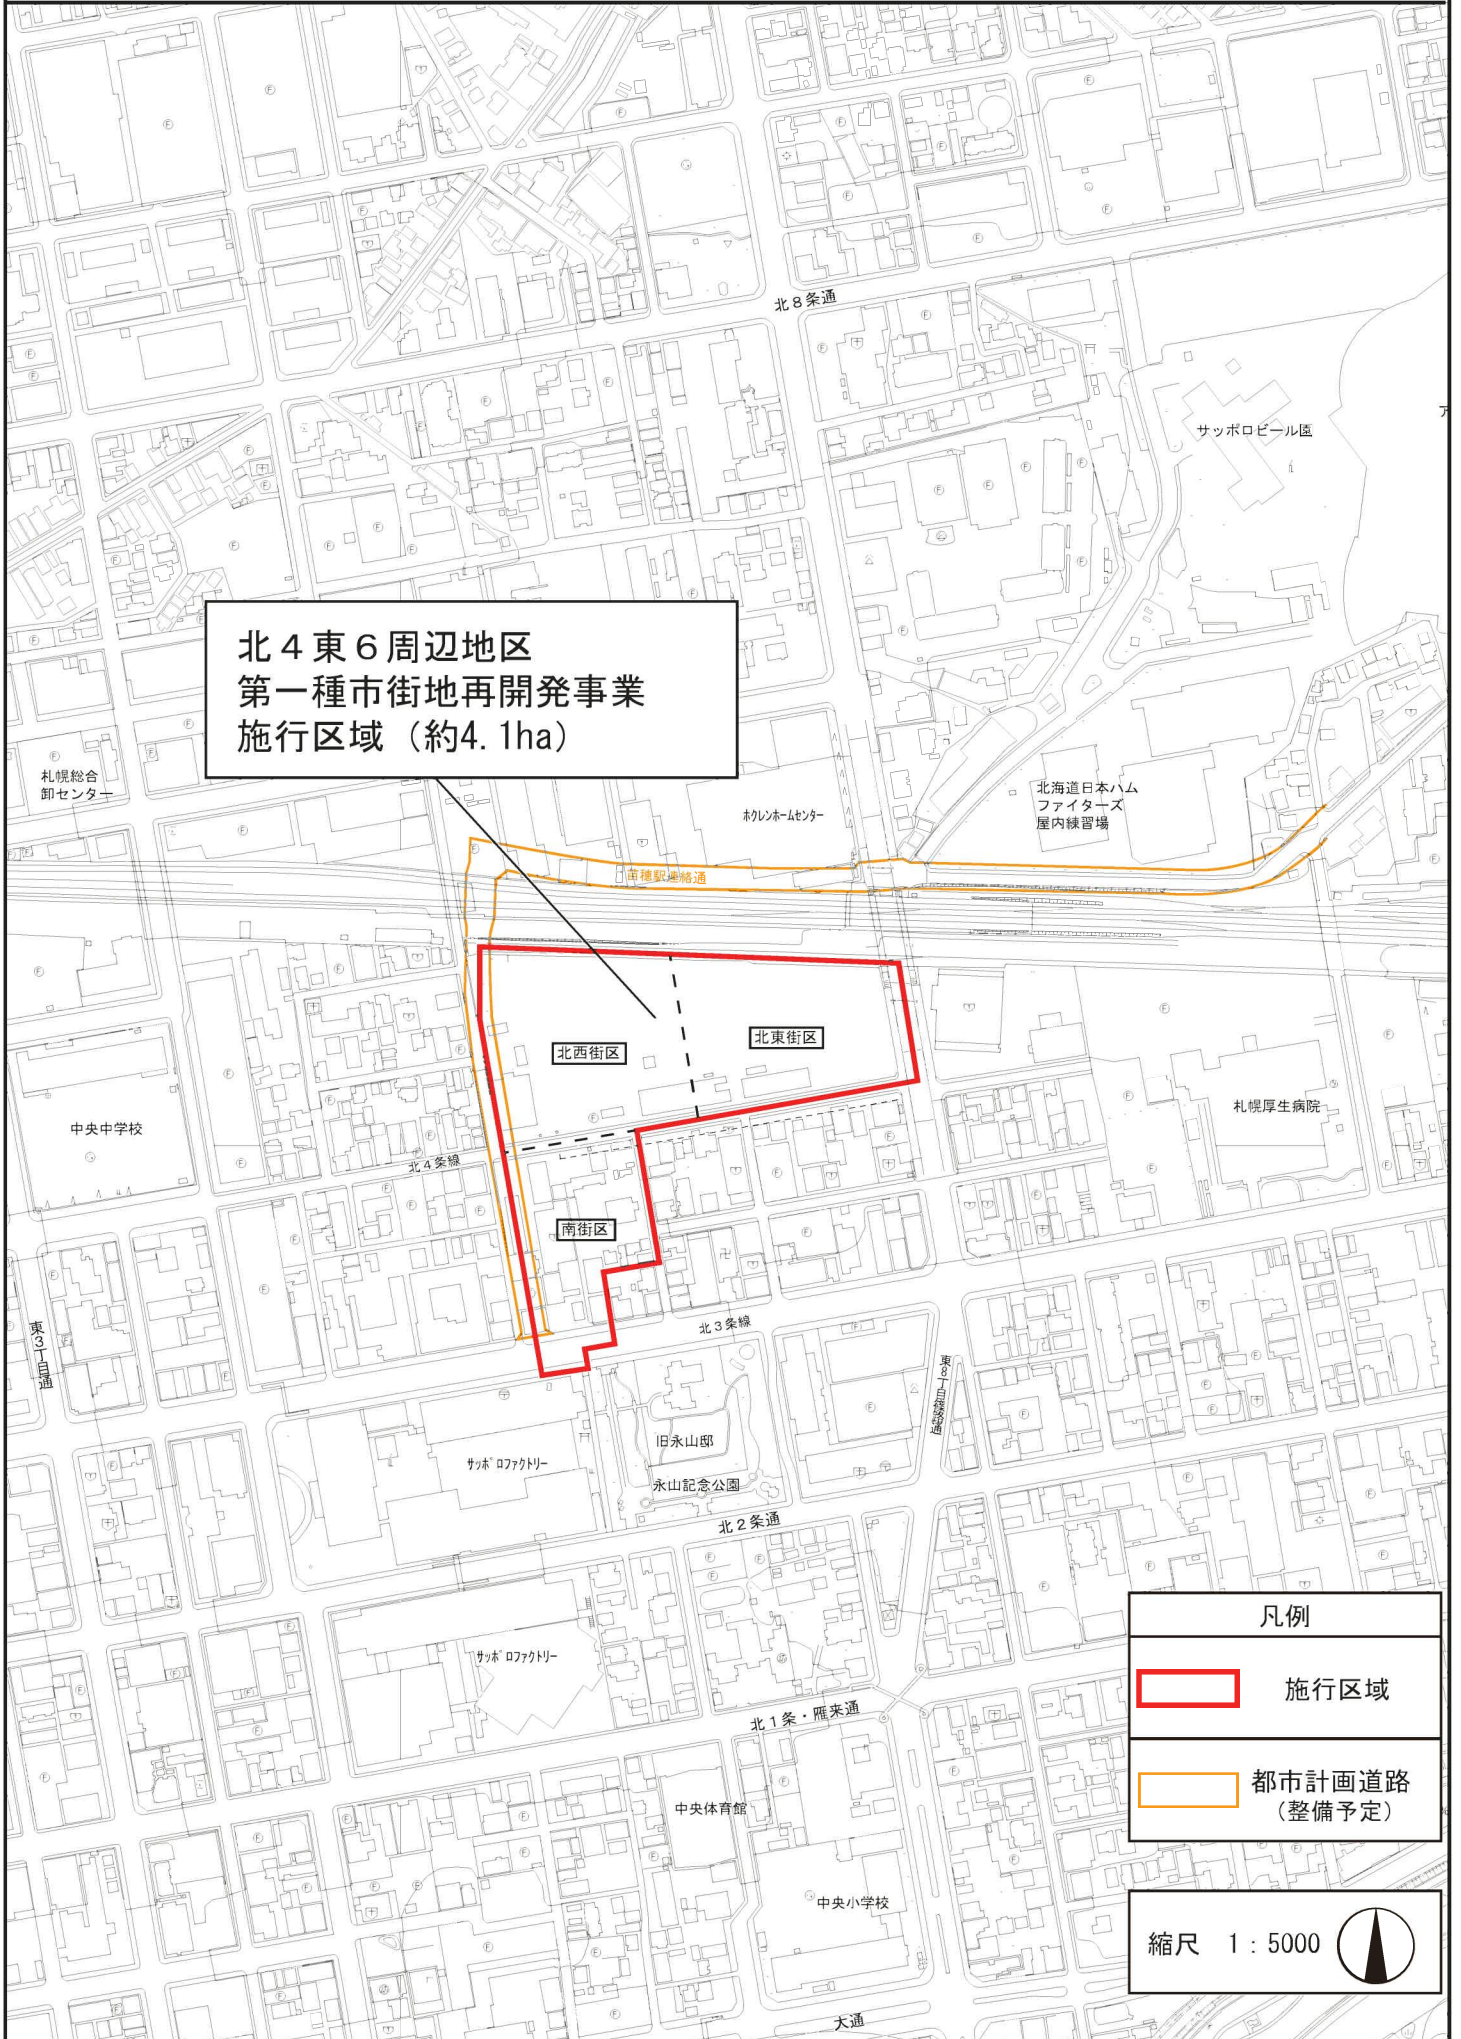 北8条通
サッポロビール園
北4東6周辺地区
第一種市街地再開発事業
施行区域（約4.1ha）
札幌総合
卸センター
ホクレンホームセンター
北海道日本ハム
ファイターズ
屋内練習場
苗穂駅連絡通
北西街区
北東街区
中央中学校
札幌厚生病院
北4条線
南街区
北3条線
東3丁目通
東8丁目篠路通
旧永山邸
サッポロファクトリー
永山記念公園
北2条通
サッポロファクトリー
北1条・雁来通
中央体育館
中央小学校
大通
凡例
施行区域
都市計画道路
（整備予定）
縮尺 1：5000